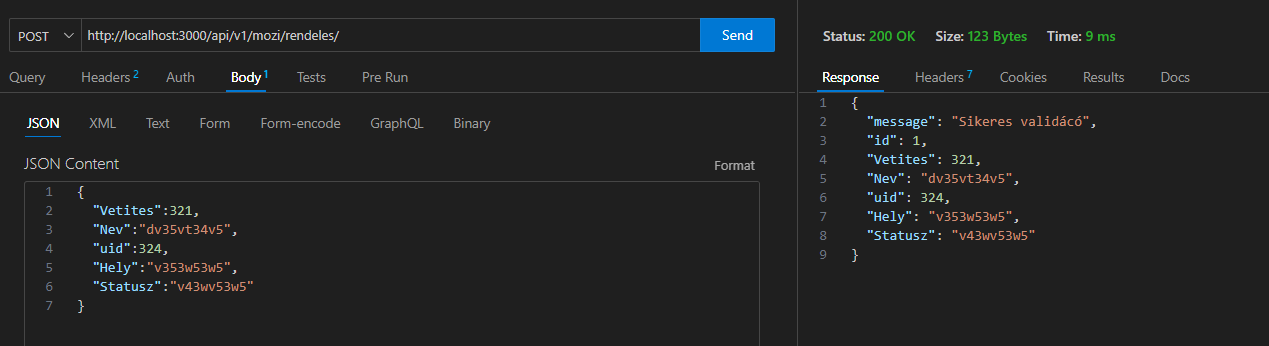 POST http://localhost:3000/api/v1/mozi/rendeles/ Send
Query Headers 2 Auth Body 1 Tests Pre Run
JSON XML Text Form Form-encode GraphQL Binary
JSON Content Format
1 {
2 "Vetites":321,
3 "Nev":"dv35vt34v5",
4 "uid":324,
5 "Hely":"v353w53w5",
6 "Statusz":"v43wv53w5"
7 }
Status: 200 OK Size: 123 Bytes Time: 9 ms
Response Headers 7 Cookies Results Docs
1 {
2 "message": "Sikeres validácó",
3 "id": 1,
4 "Vetites": 321,
5 "Nev": "dv35vt34v5",
6 "uid": 324,
7 "Hely": "v353w53w5",
8 "Statusz": "v43wv53w5"
9 }